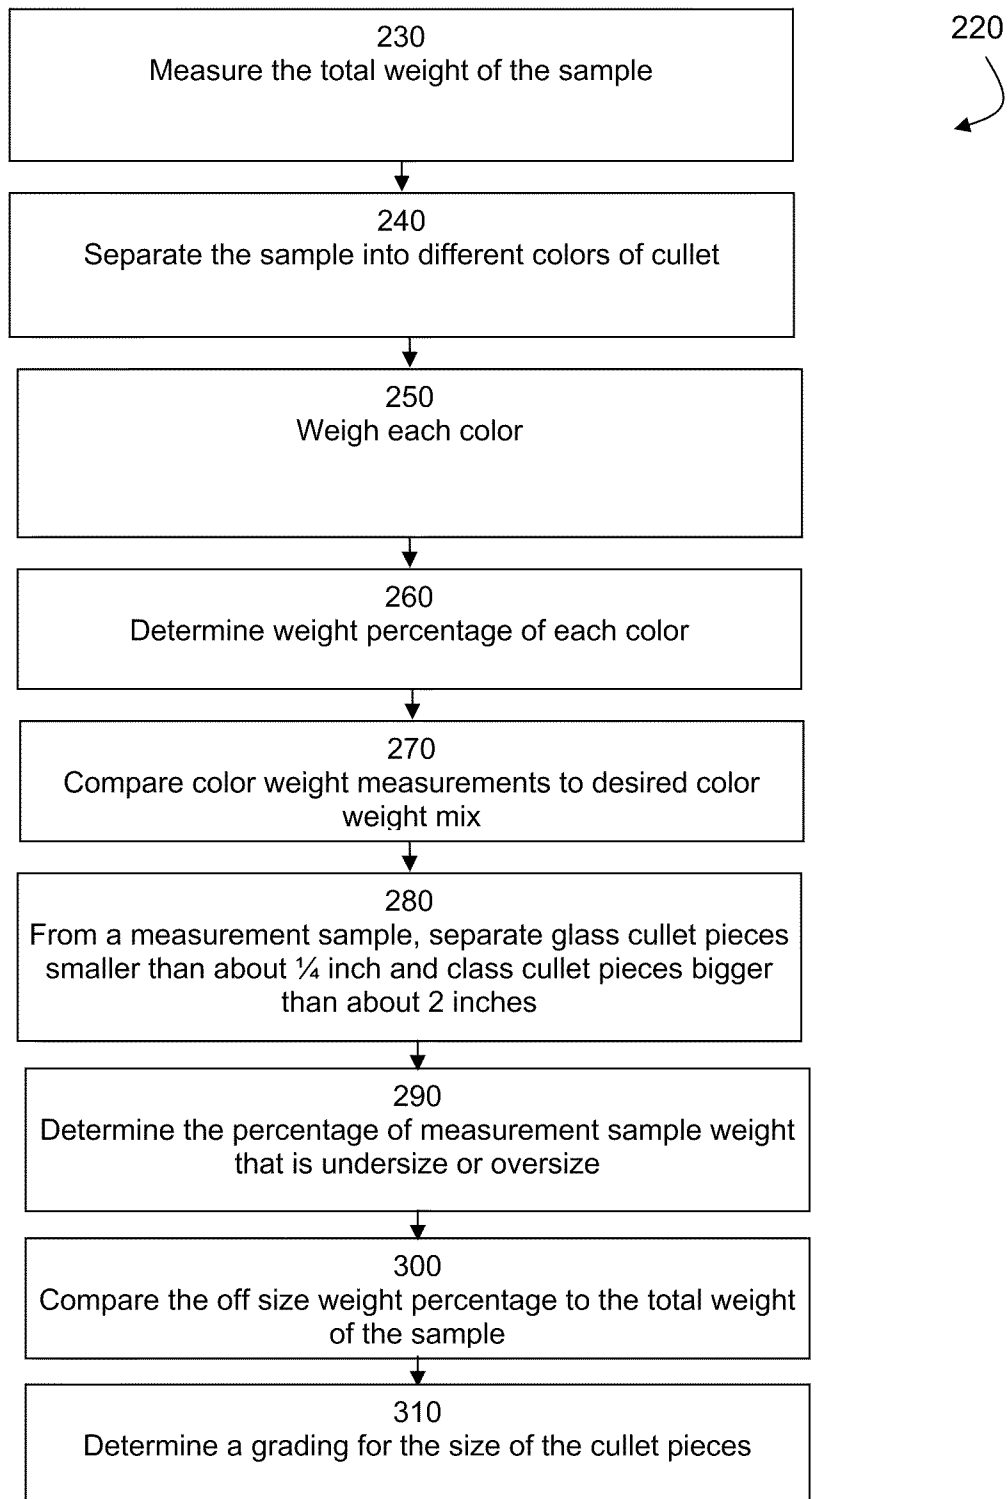 230
220
Measure the total weight of the sample
240
Separate the sample into different colors of cullet
250
Weigh each color
260
Determine weight percentage of each color
270
Compare color weight measurements to desired color
weight mix
280
From a measurement sample, separate glass cullet pieces
smaller than about ¼ inch and class cullet pieces bigger
than about 2 inches
290
Determine the percentage of measurement sample weight
that is undersize or oversize
300
Compare the off size weight percentage to the total weight
of the sample
310
Determine a grading for the size of the cullet pieces